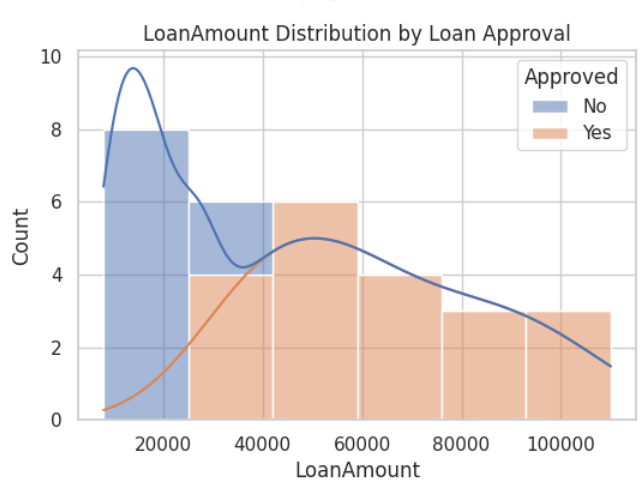 LoanAmount Distribution by Loan Approval
10
8
6
4
2
0
Count
Approved
No
Yes
20000 40000 60000 80000 100000
LoanAmount